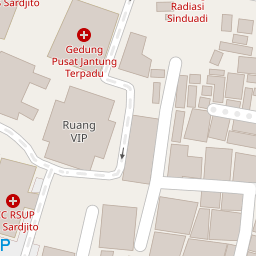 Sardjito
Radiasi
Sinduadi
Gedung
Pusat Jantung
Terpadu
Ruang
VIP
C RSUP
Sardjito
P